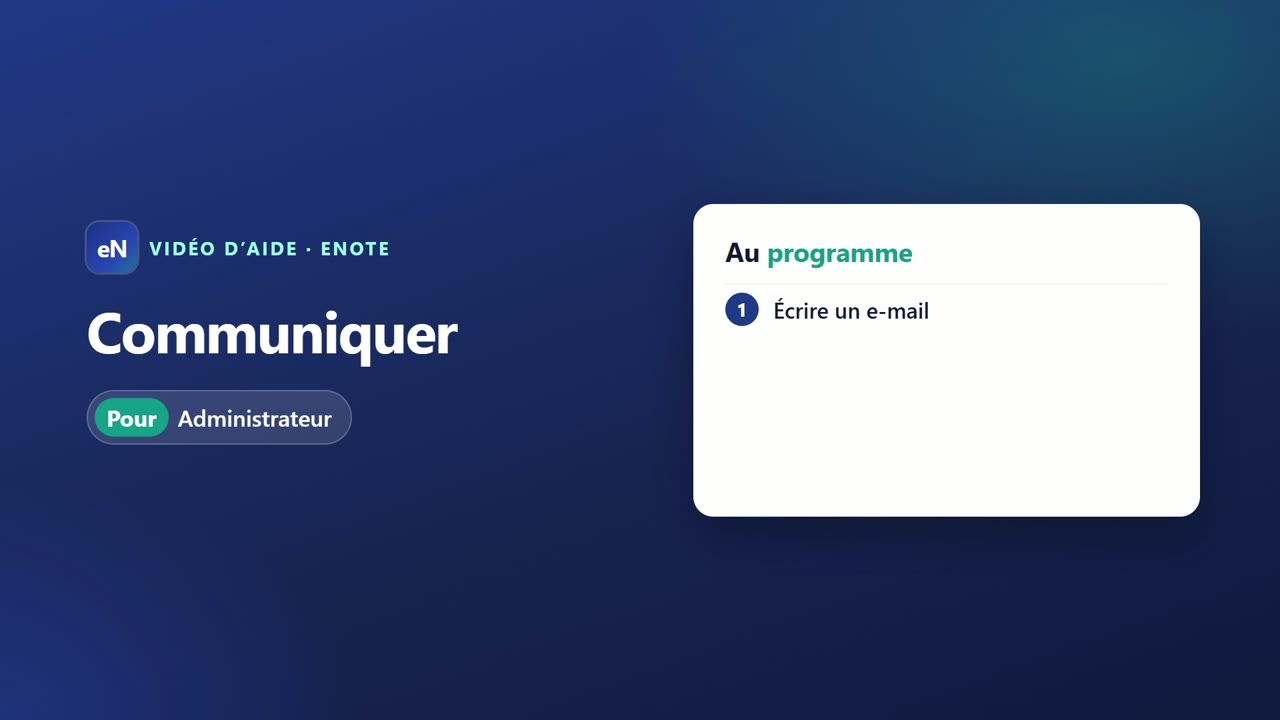 eN
VIDÉO D’AIDE · ENOTE
Communiquer
Pour Administrateur
Au programme
1 Écrire un e-mail